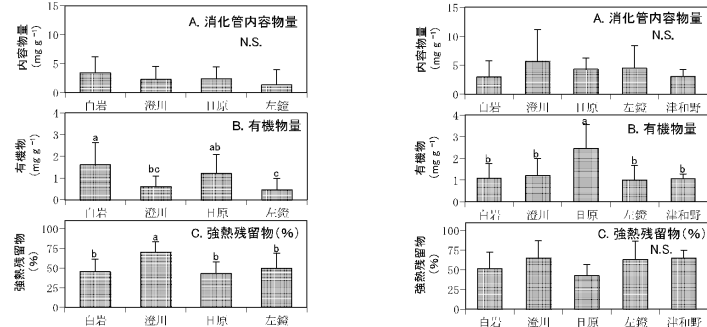 A. 消化管内容物量
N.S.
内容物量
(mg g⁻¹)
15
10
5
0
白岩 澄川 日原 左鐙
B. 有機物量
有機物
(mg g⁻¹)
4
3
2
1
0
a bc ab c
白岩 澄川 日原 左鐙
C. 強熱残留物(%)
強熱残留物
(%)
100
75
50
25
0
b a b b
白岩 澄川 日原 左鐙
A. 消化管内容物量
N.S.
内容物量
(mg g⁻¹)
15
10
5
0
白岩 澄川 日原 左鐙 津和野
B. 有機物量
有機物
(mg g⁻¹)
4
3
2
1
0
b b a b b
白岩 澄川 日原 左鐙 津和野
C. 強熱残留物(%)
N.S.
強熱残留物
(%)
100
75
50
25
0
白岩 澄川 日原 左鐙 津和野